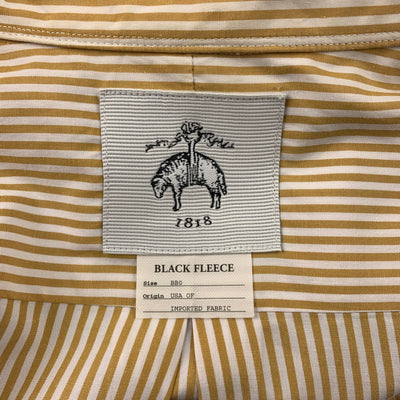 1818
BLACK FLEECE
Size BB0
Origin USA OF
IMPORTED FABRIC